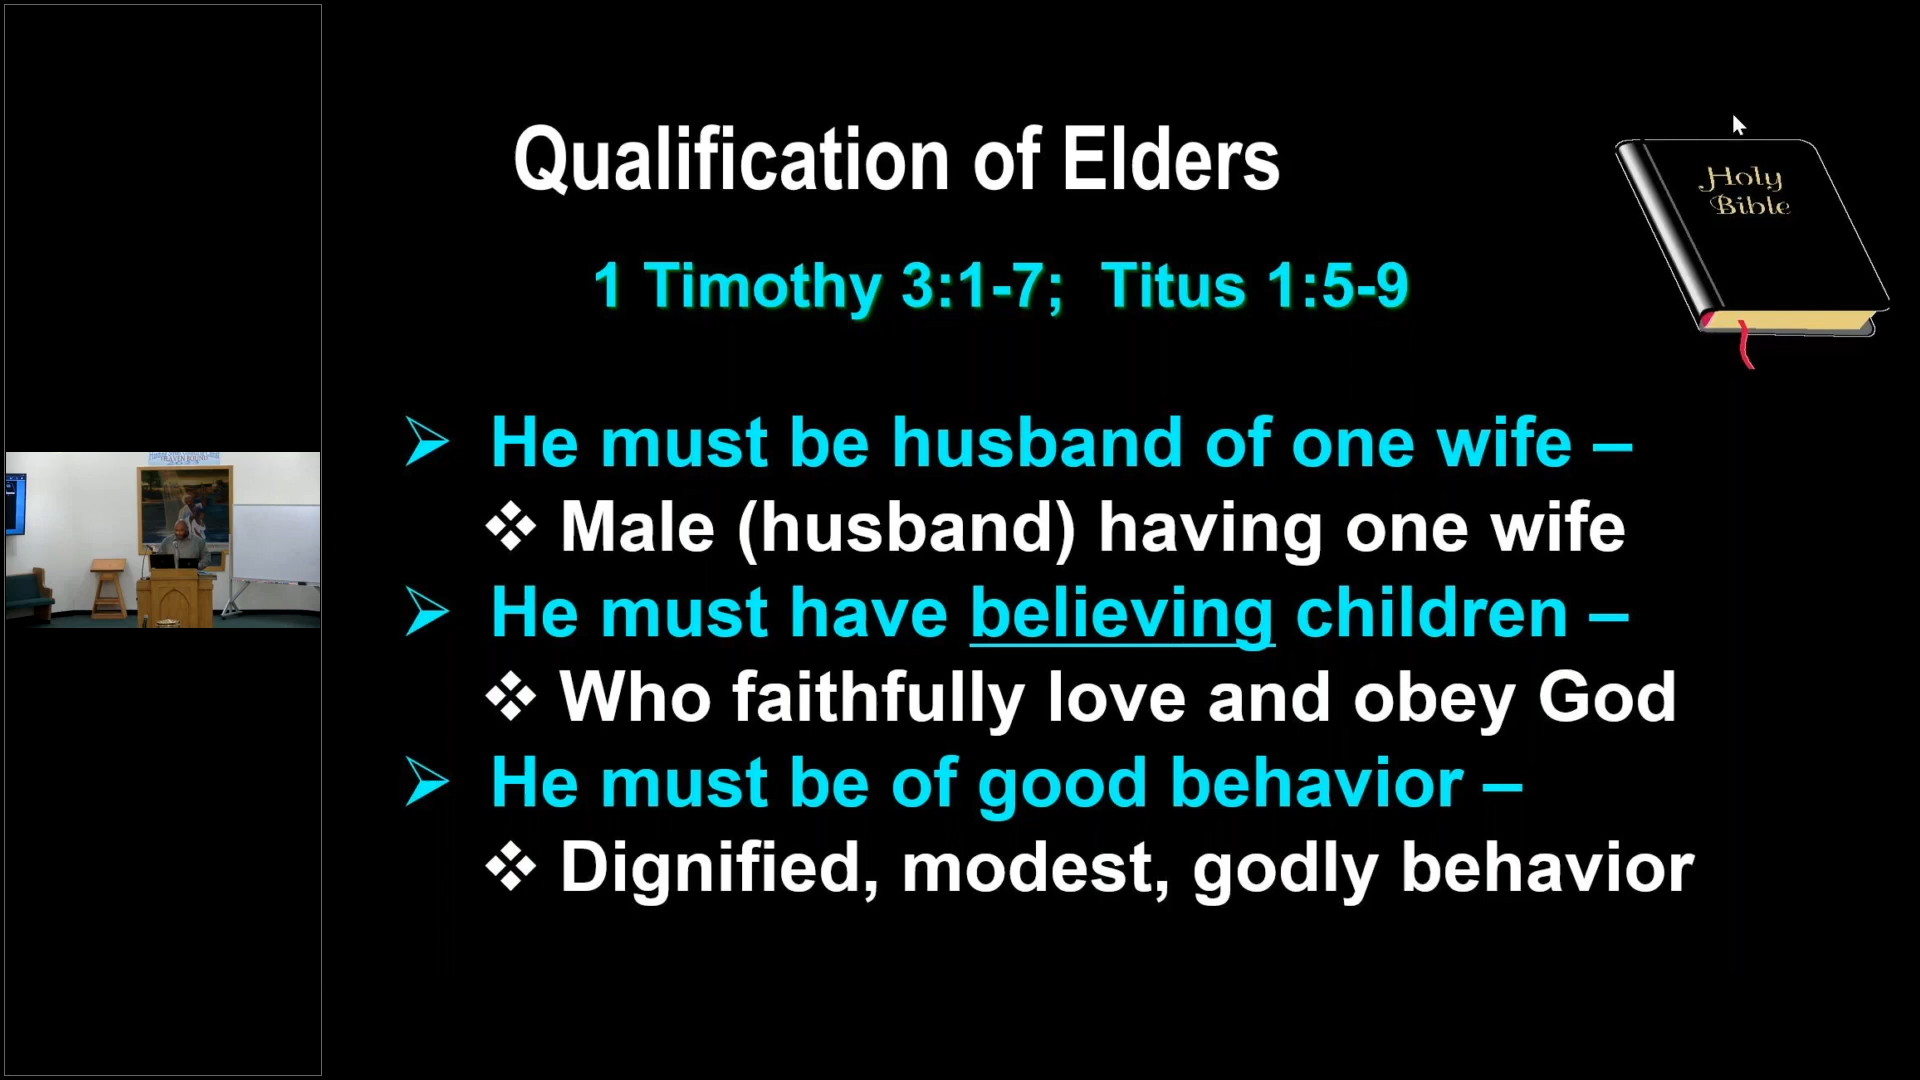 Qualification of Elders
Holy
Bible
1 Timothy 3:1-7; Titus 1:5-9
➢ He must be husband of one wife –
❖ Male (husband) having one wife
➢ He must have believing children –
❖ Who faithfully love and obey God
➢ He must be of good behavior –
❖ Dignified, modest, godly behavior